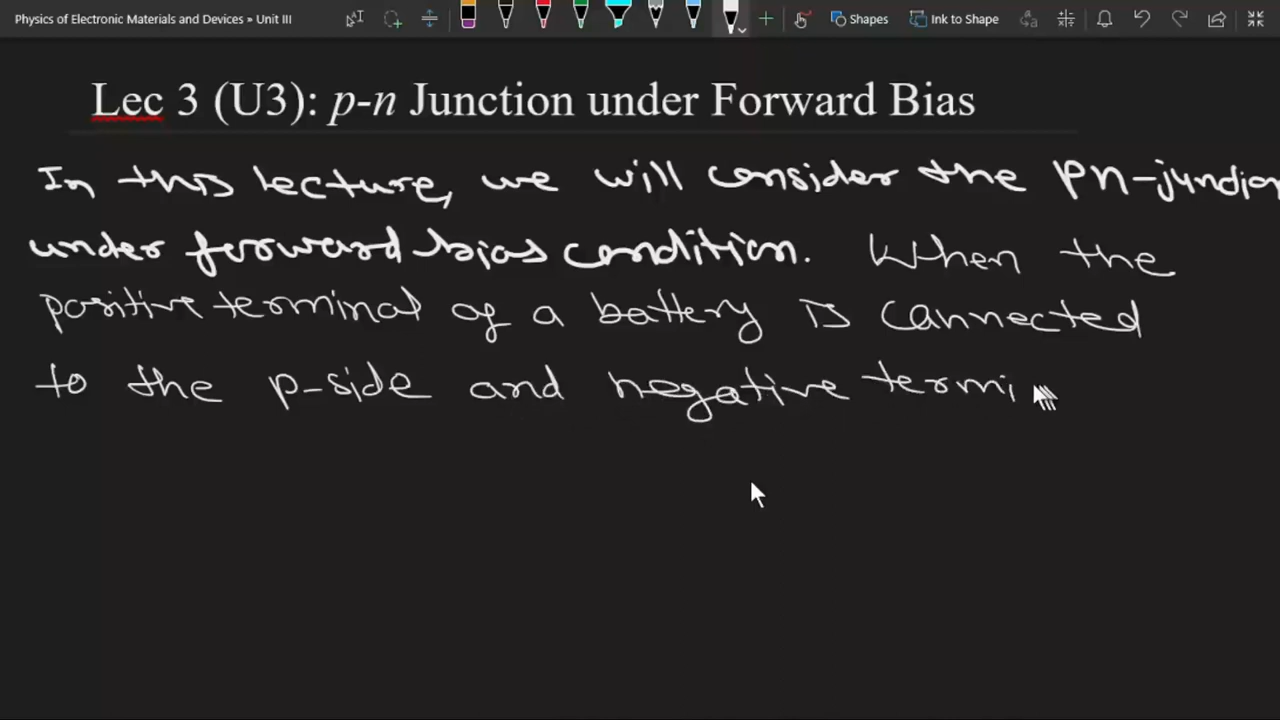 Physics of Electronic Materials and Devices » Unit III
Shapes
Ink to Shape
Lec 3 (U3): p-n Junction under Forward Bias
In this lecture, we will consider the pn-junction
under forward bias condition. When the
positive terminal of a battery is connected
to the p-side and negative termi